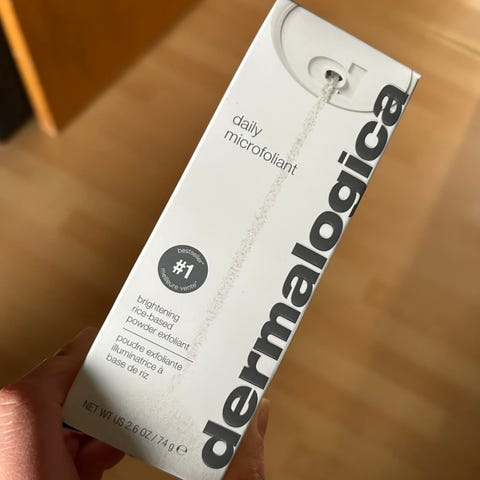 d
daily
microfoliant
dermalogica
bestseller*
#1
meilleure vente*
brightening
rice-based
powder exfoliant
poudre exfoliante
illuminatrice à
base de riz
NET WT US 2.6 OZ / 74 g ℮